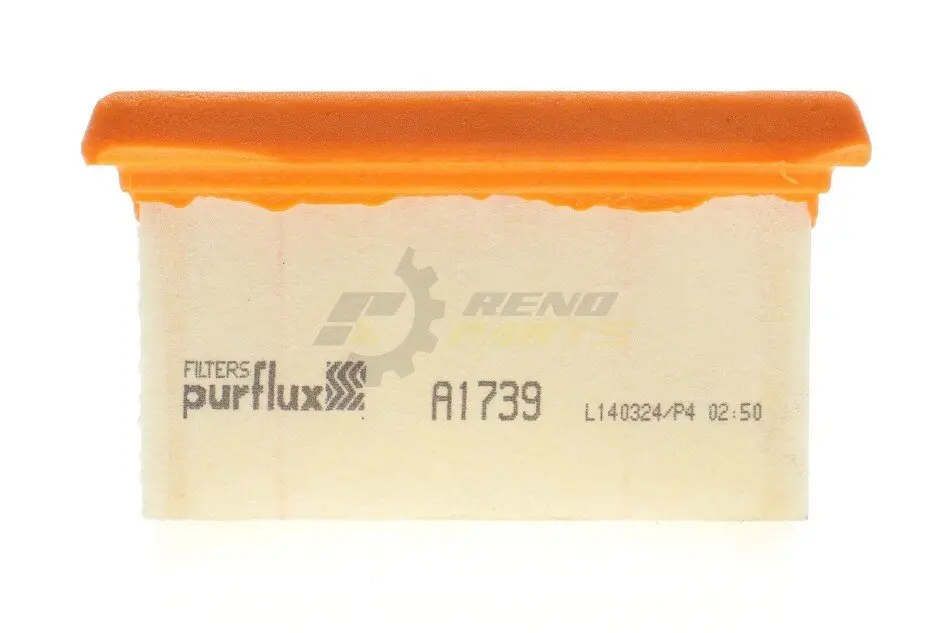 RENO
PARTS
FILTERS
purflux
A1739
L140324/P4 02:50